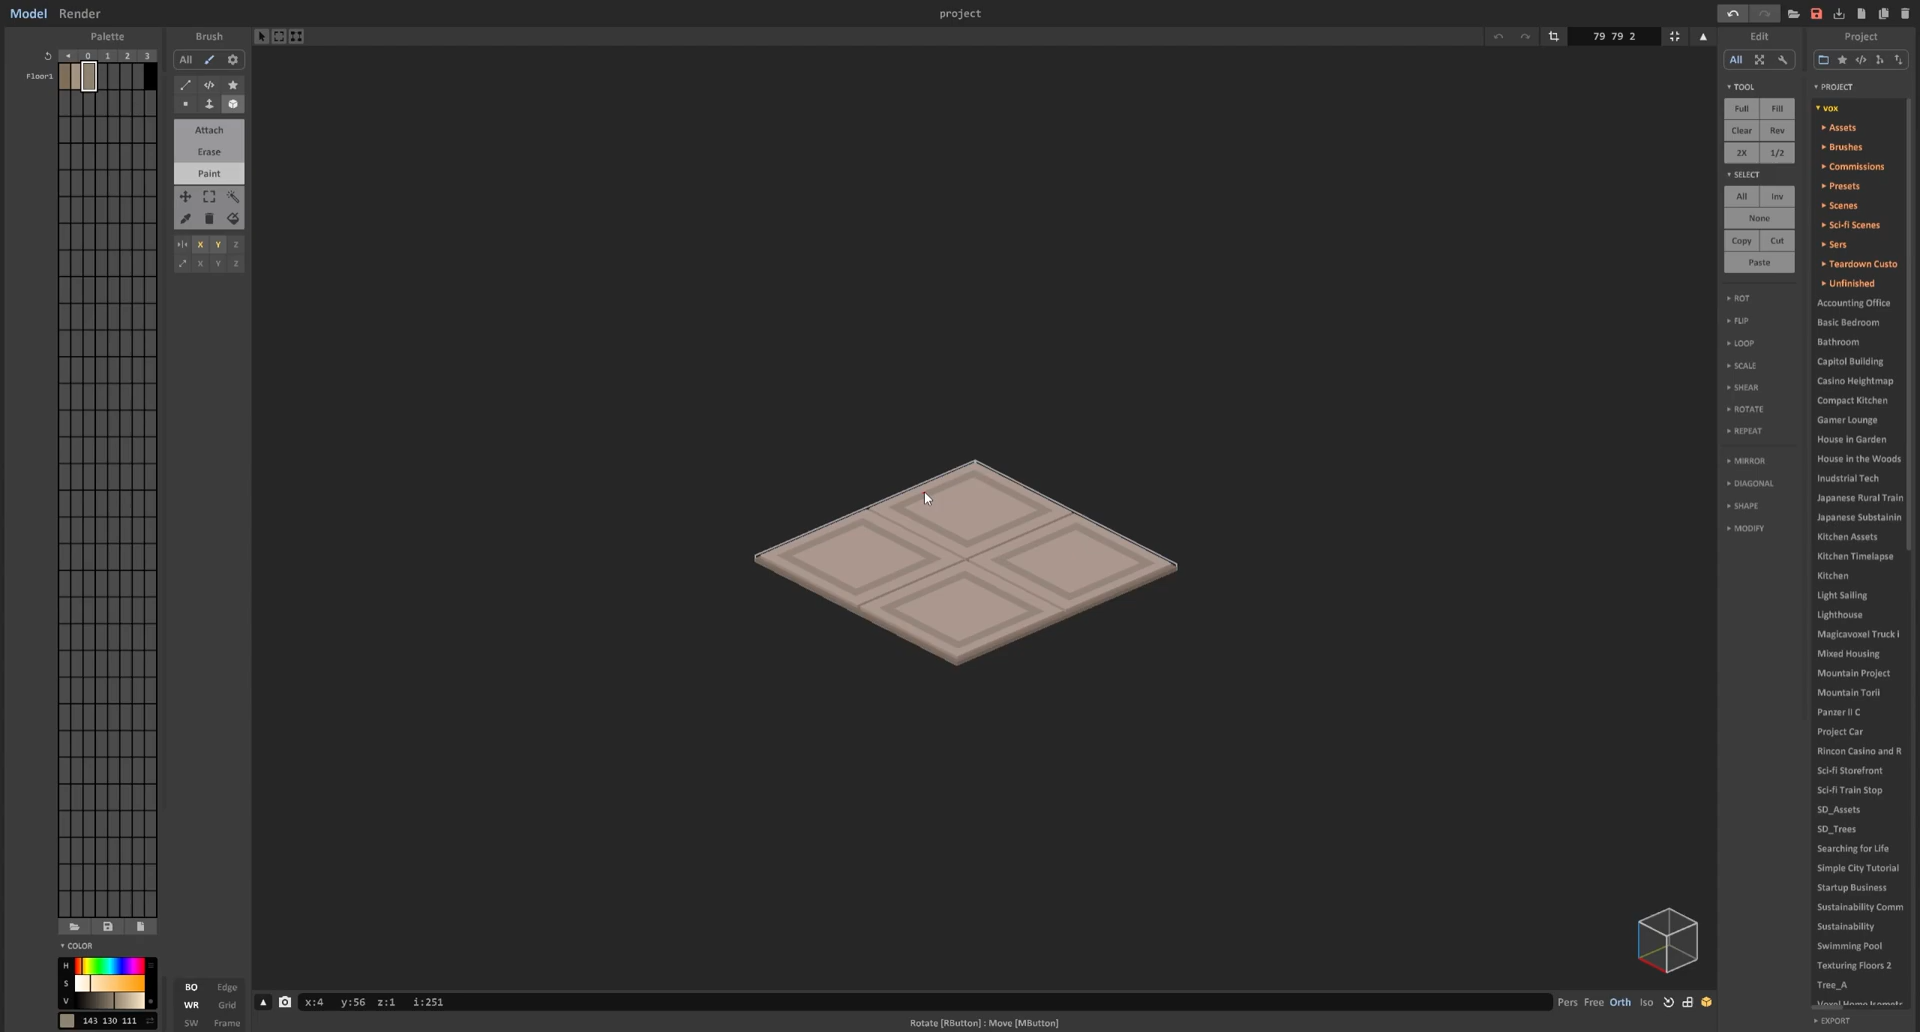 Model Render
project
Palette
0 1 2 3
Floor1
COLOR
H
S
V
143 130 111
Brush
All
Attach
Erase
Paint
X Y Z
X Y Z
BO Edge
WR Grid
SW Frame
79 79 2
x:4 y:56 z:1 i:251
Pers Free Orth Iso
Rotate [RButton] : Move [MButton]
Edit
All
TOOL
Full Fill
Clear Rev
2X 1/2
SELECT
All Inv
None
Copy Cut
Paste
ROT
FLIP
LOOP
SCALE
SHEAR
ROTATE
REPEAT
MIRROR
DIAGONAL
SHAPE
MODIFY
Project
PROJECT
vox
Assets
Brushes
Commissions
Presets
Scenes
Sci-fi Scenes
Sers
Teardown Custo
Unfinished
Accounting Office
Basic Bedroom
Bathroom
Capitol Building
Casino Heightmap
Compact Kitchen
Gamer Lounge
House in Garden
House in the Woods
Inudstrial Tech
Japanese Rural Train
Japanese Substainin
Kitchen Assets
Kitchen Timelapse
Kitchen
Light Sailing
Lighthouse
Magicavoxel Truck i
Mixed Housing
Mountain Project
Mountain Torii
Panzer II C
Project Car
Rincon Casino and R
Sci-fi Storefront
Sci-fi Train Stop
SD_Assets
SD_Trees
Searching for Life
Simple City Tutorial
Startup Business
Sustainability Comm
Sustainability
Swimming Pool
Texturing Floors 2
Tree_A
Voxel Home Isometr
EXPORT